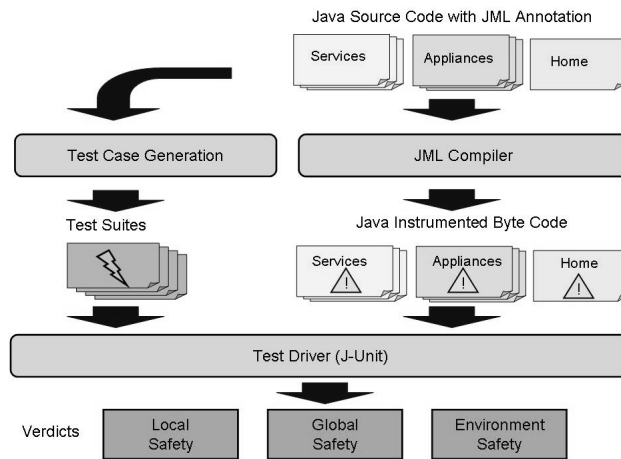 Java Source Code with JML Annotation
Services
Appliances
Home
Test Case Generation
JML Compiler
Test Suites
Java Instrumented Byte Code
Services
!
Appliances
!
Home
!
Test Driver (J-Unit)
Verdicts
Local
Safety
Global
Safety
Environment
Safety